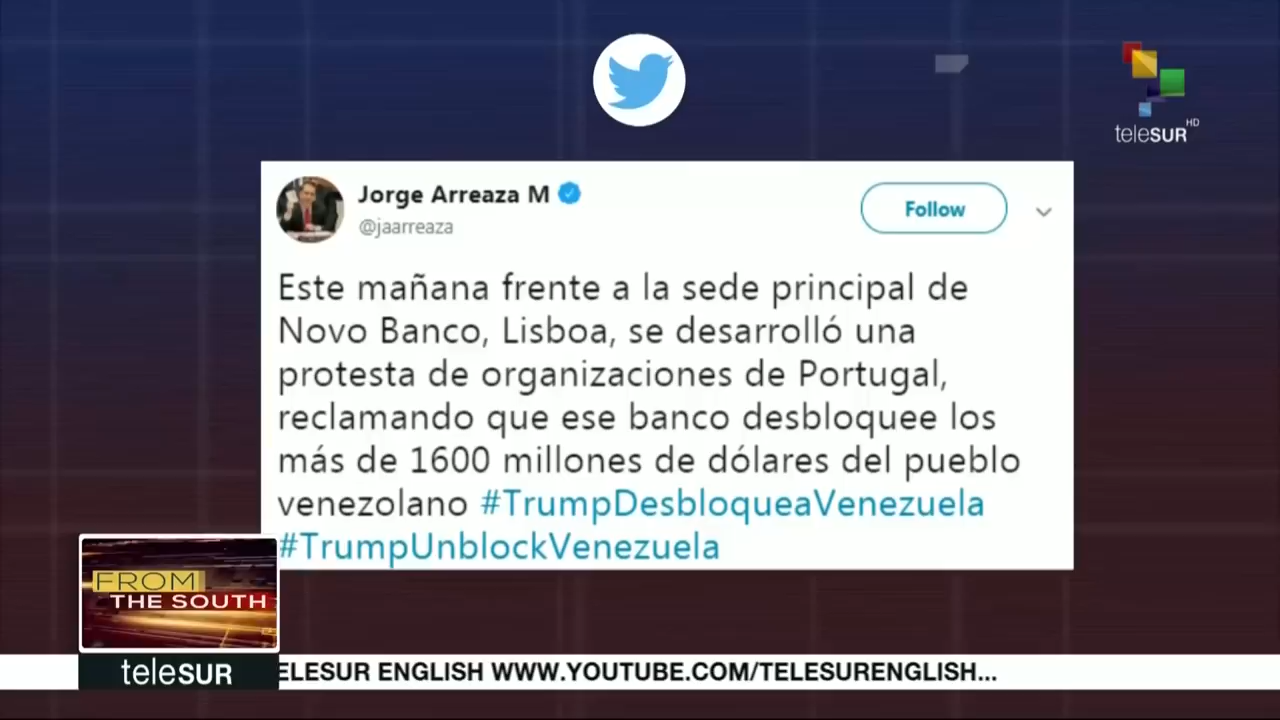 teleSUR HD
Jorge Arreaza M
@jaarreaza
Follow
Este mañana frente a la sede principal de
Novo Banco, Lisboa, se desarrolló una
protesta de organizaciones de Portugal,
reclamando que ese banco desbloquee los
más de 1600 millones de dólares del pueblo
venezolano #TrumpDesbloqueaVenezuela
#TrumpUnblockVenezuela
FROM
THE SOUTH
teleSUR
ELESUR ENGLISH WWW.YOUTUBE.COM/TELESURENGLISH...